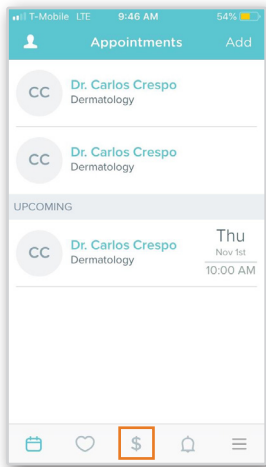 T-Mobile LTE 9:46 AM 54%
Appointments Add
CC Dr. Carlos Crespo
Dermatology
CC Dr. Carlos Crespo
Dermatology
UPCOMING
CC Dr. Carlos Crespo
Dermatology
Thu
Nov 1st
10:00 AM
$